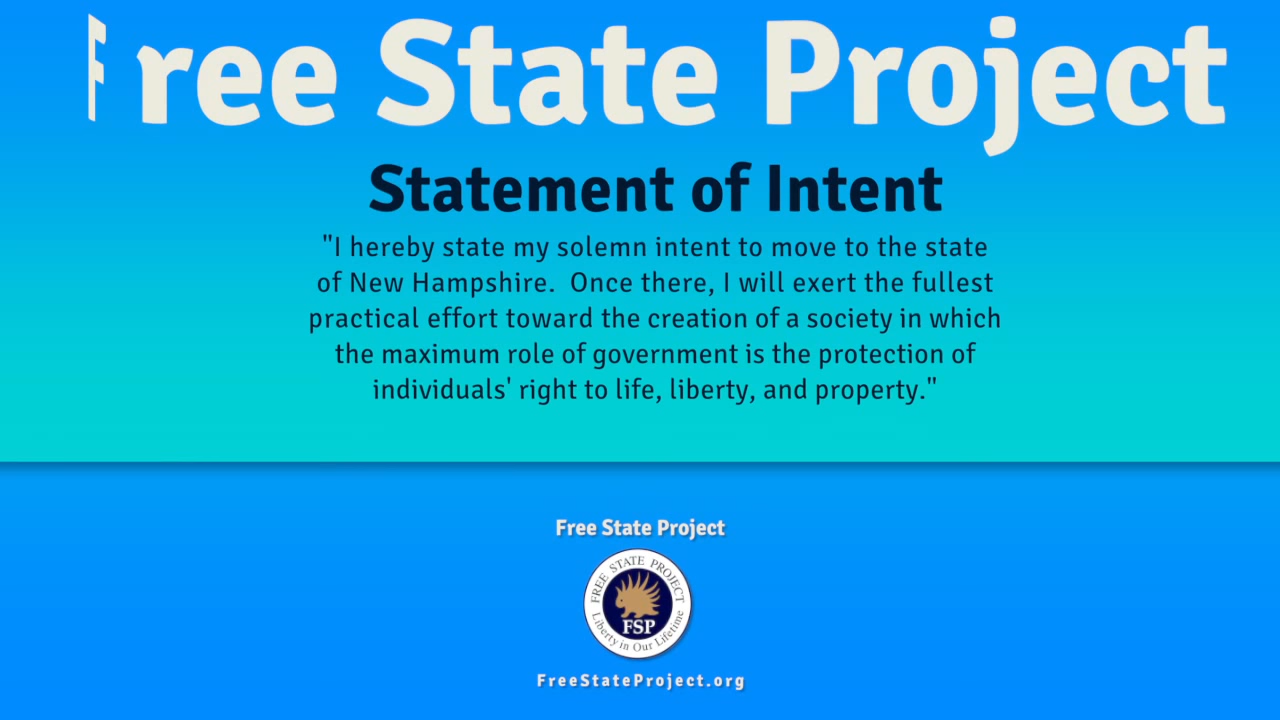 Free State Project
Statement of Intent
"I hereby state my solemn intent to move to the state
of New Hampshire.  Once there, I will exert the fullest
practical effort toward the creation of a society in which
the maximum role of government is the protection of
individuals' right to life, liberty, and property."
Free State Project
FREE STATE PROJECT
FSP
Liberty in Our Lifetime
FreeStateProject.org